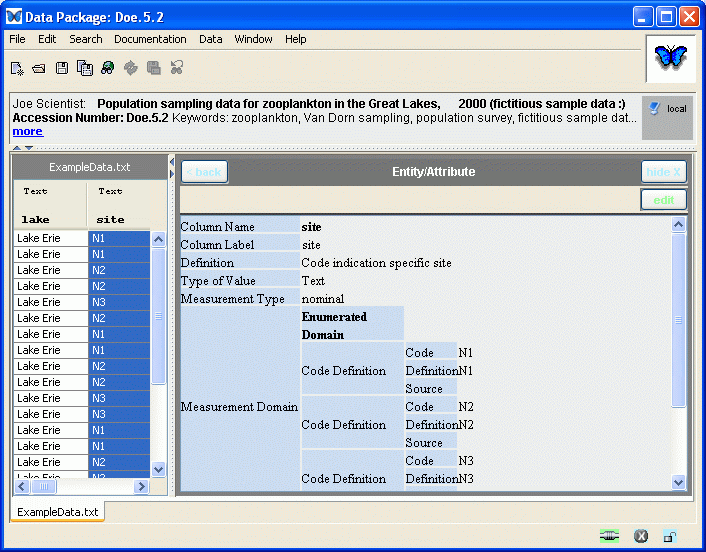 Data Package: Doe.5.2
File Edit Search Documentation Data Window Help
Joe Scientist: Population sampling data for zooplankton in the Great Lakes, 2000 (fictitious sample data :)
Accession Number: Doe.5.2 Keywords: zooplankton, Van Dorn sampling, population survey, fictitious sample dat...
more
local
ExampleData.txt
Text Text
lake site
Lake Erie N1
Lake Erie N1
Lake Erie N2
Lake Erie N2
Lake Erie N3
Lake Erie N2
Lake Erie N1
Lake Erie N1
Lake Erie N2
Lake Erie N2
Lake Erie N3
Lake Erie N3
Lake Erie N1
Lake Erie N1
Lake Erie N2
Lake Erie N3
< back Entity/Attribute hide X
edit
Column Name site
Column Label site
Definition Code indication specific site
Type of Value Text
Measurement Type nominal
Measurement Domain
Enumerated
Domain
Code Definition
Code N1
Definition N1
Source
Code Definition
Code N2
Definition N2
Source
Code Definition
Code N3
Definition N3
ExampleData.txt